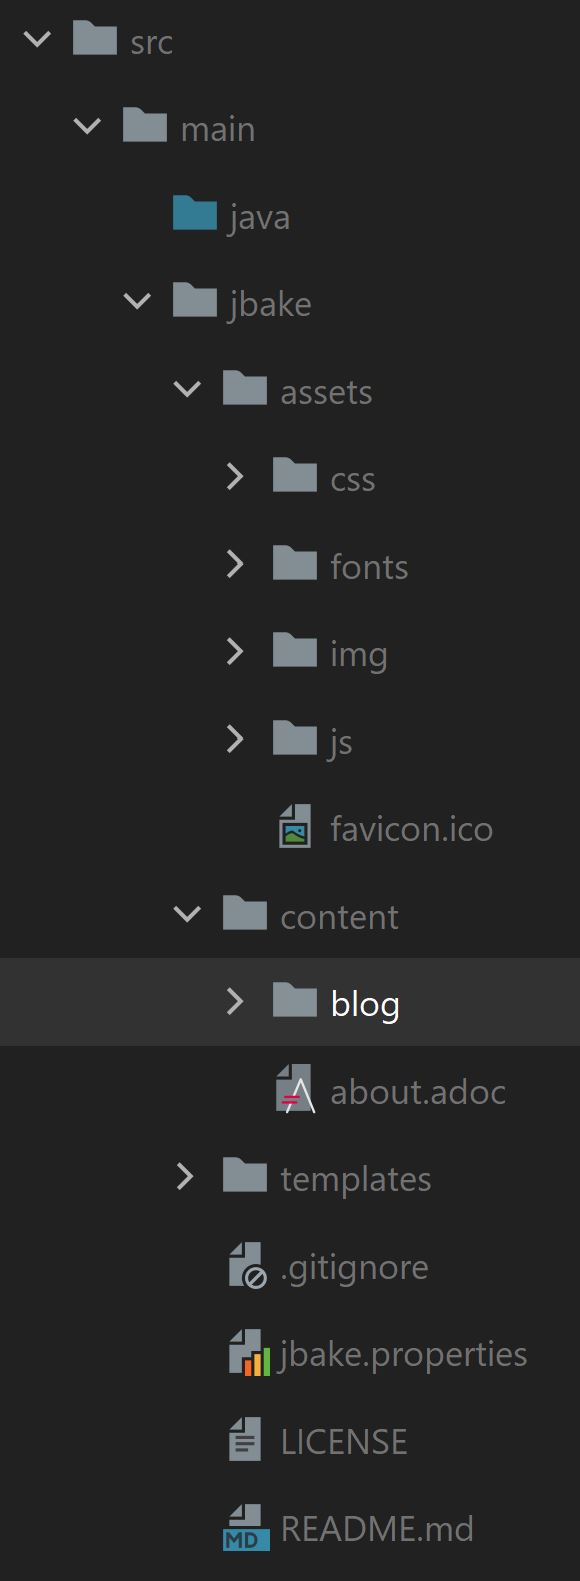 src
main
java
jbake
assets
css
fonts
img
js
favicon.ico
content
blog
about.adoc
templates
.gitignore
jbake.properties
LICENSE
MD README.md